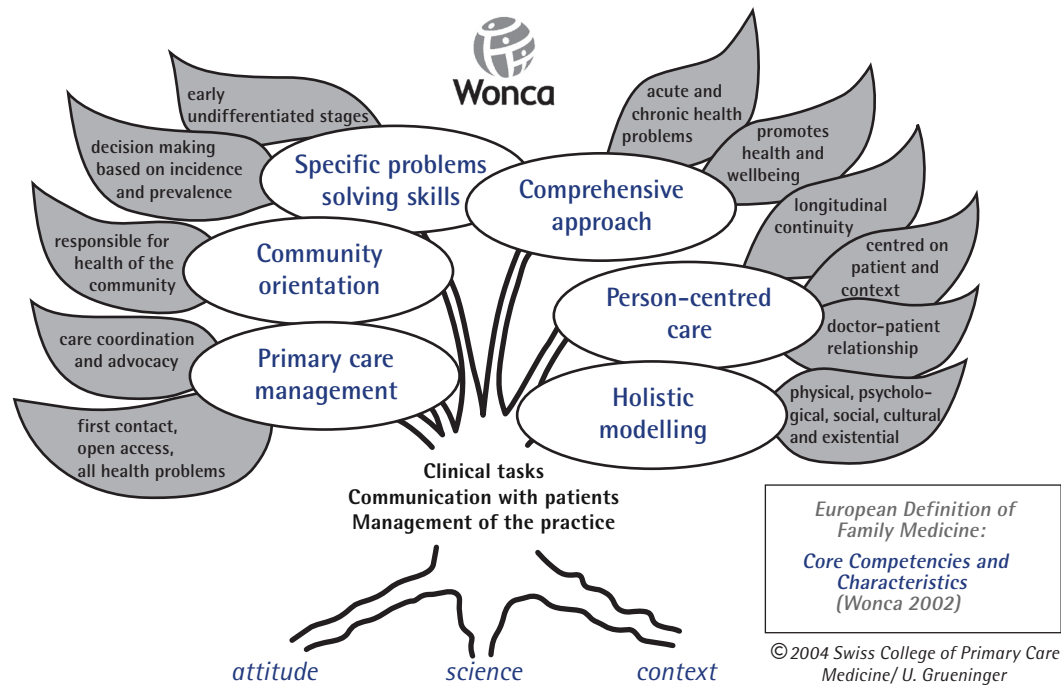 Wonca
early
undifferentiated stages
decision making
based on incidence
and prevalence
responsible for
health of the
community
care coordination
and advocacy
first contact,
open access,
all health problems
Specific problems
solving skills
Community
orientation
Primary care
management
Comprehensive
approach
Person-centred
care
Holistic
modelling
acute and
chronic health
problems
promotes
health and
wellbeing
longitudinal
continuity
centred on
patient and
context
doctor-patient
relationship
physical, psycholo-
gical, social, cultural
and existential
Clinical tasks
Communication with patients
Management of the practice
attitude
science
context
European Definition of
Family Medicine:
Core Competencies and
Characteristics
(Wonca 2002)
© 2004 Swiss College of Primary Care
Medicine/ U. Grueninger